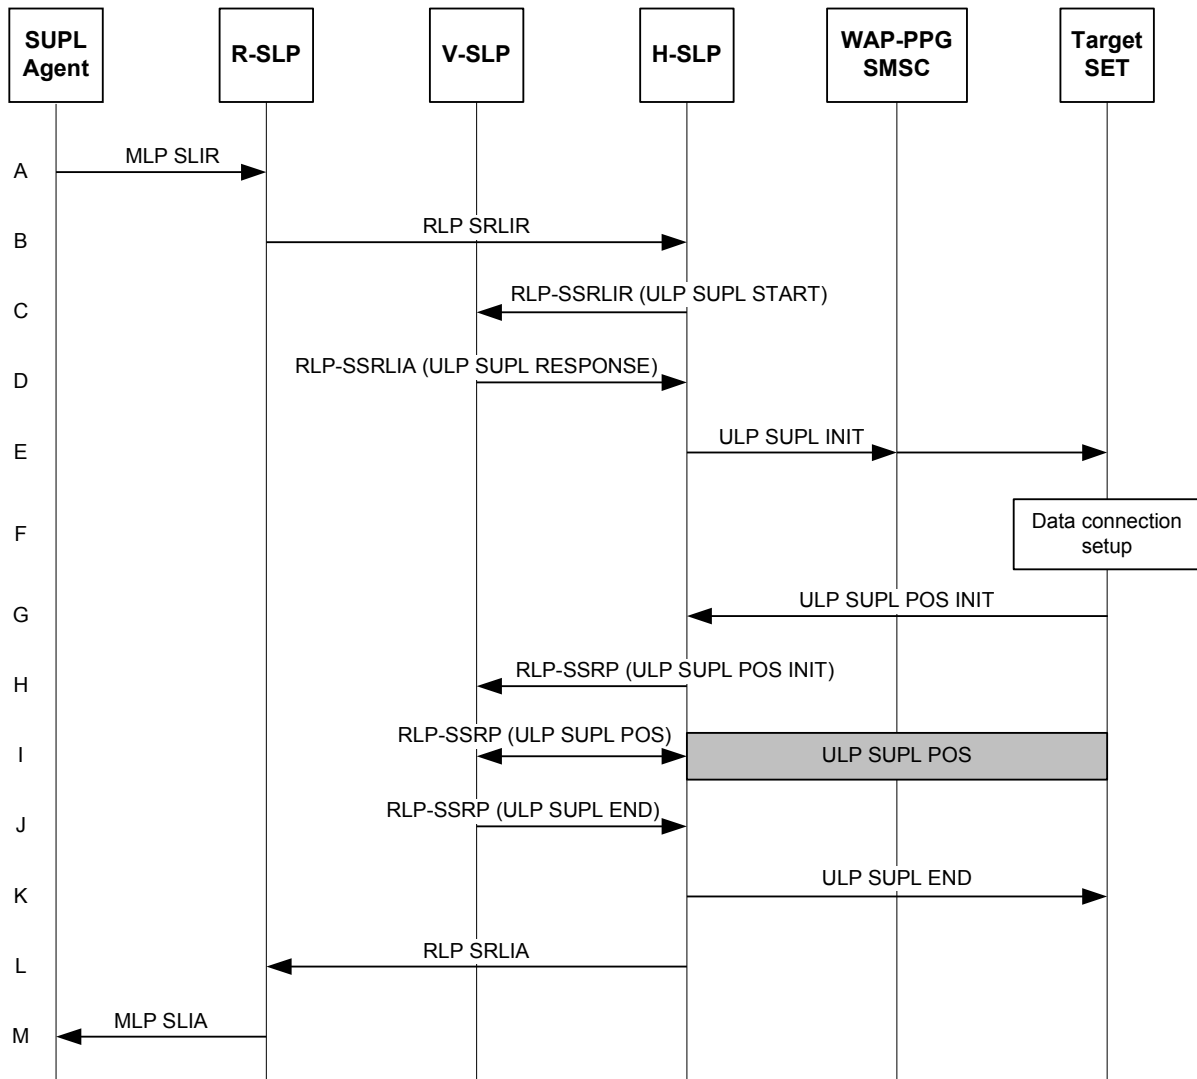 SUPL
Agent
R-SLP
V-SLP
H-SLP
WAP-PPG
SMSC
Target
SET
A
MLP SLIR
B
RLP SRLIR
C
RLP-SSRLIR (ULP SUPL START)
D
RLP-SSRLIA (ULP SUPL RESPONSE)
E
ULP SUPL INIT
F
Data connection
setup
G
ULP SUPL POS INIT
H
RLP-SSRP (ULP SUPL POS INIT)
I
RLP-SSRP (ULP SUPL POS)
ULP SUPL POS
J
RLP-SSRP (ULP SUPL END)
K
ULP SUPL END
L
RLP SRLIA
M
MLP SLIA